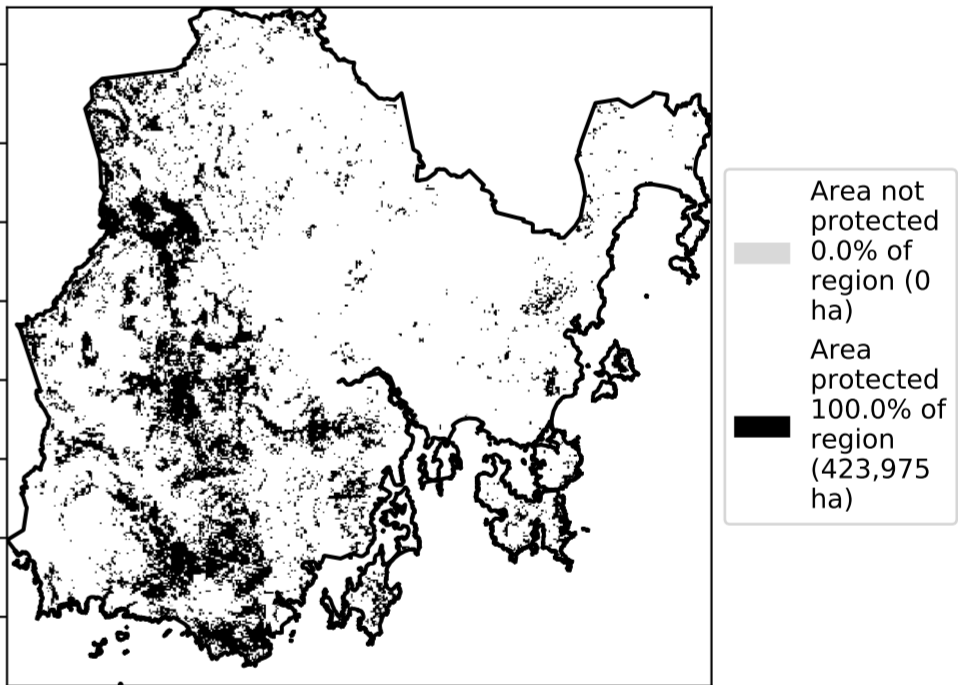 Area not
protected
0.0% of
region (0
ha)
Area
protected
100.0% of
region
(423,975
ha)